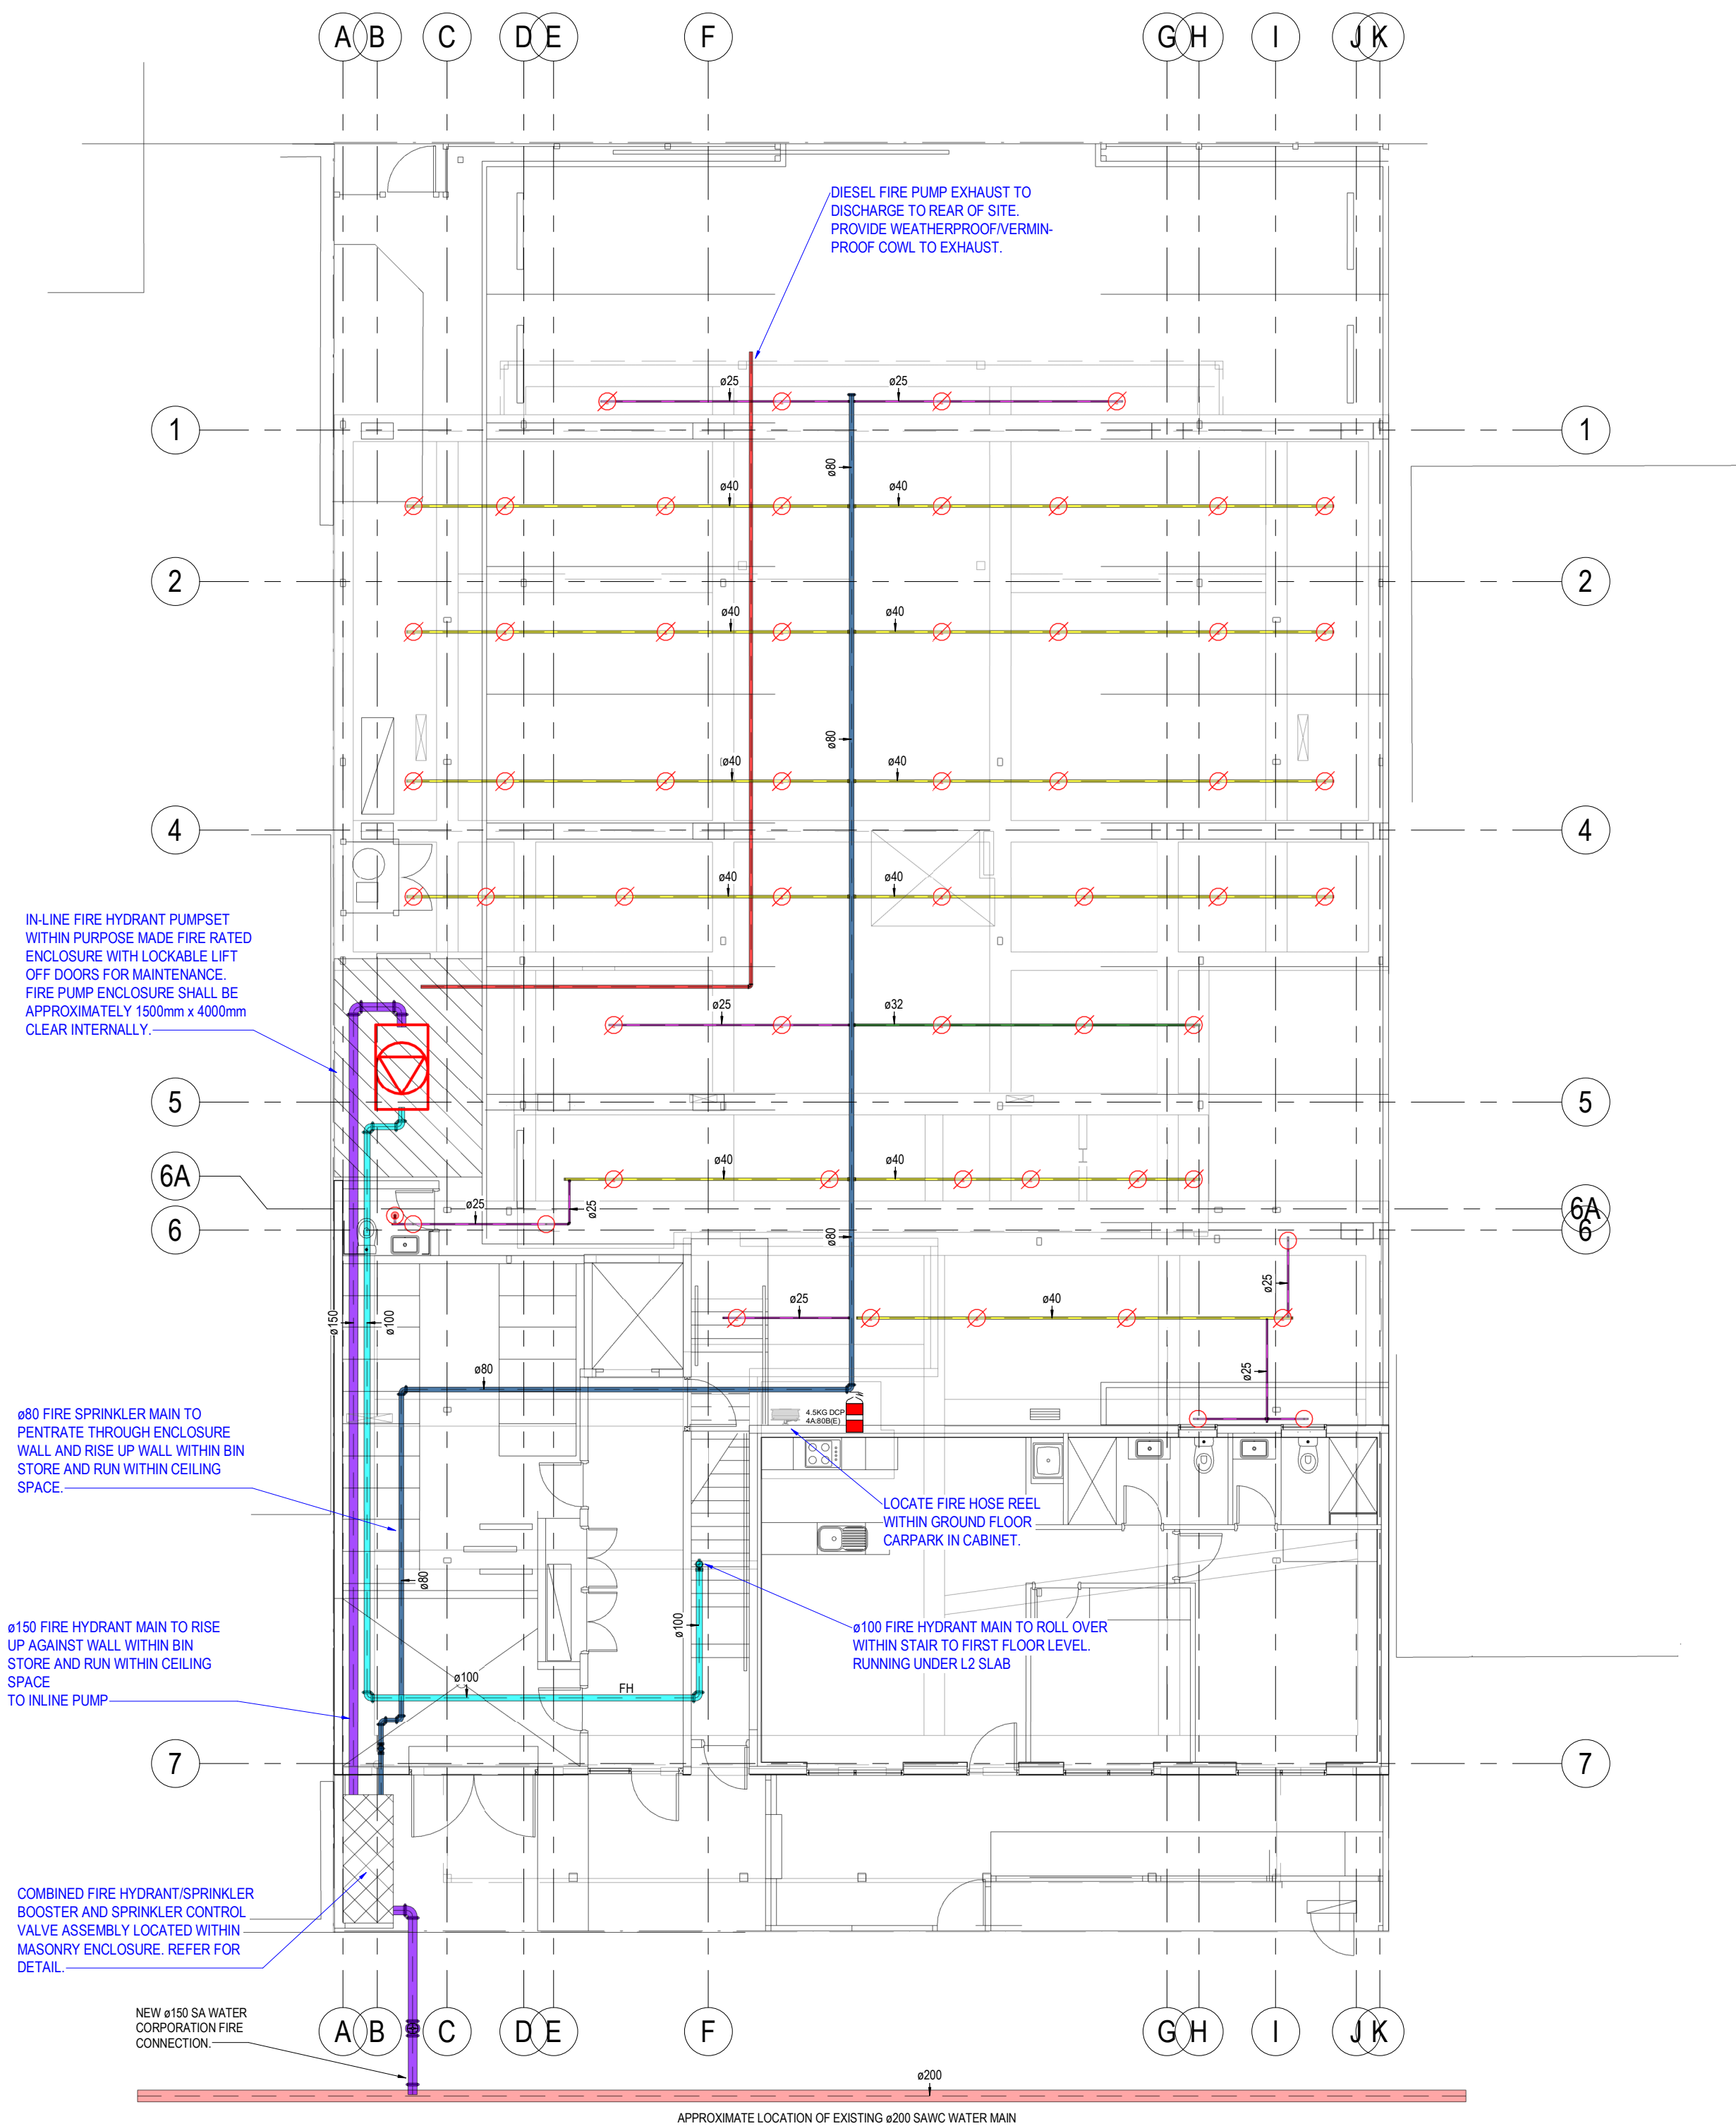 A B C D E F G H I J K
DIESEL FIRE PUMP EXHAUST TO
DISCHARGE TO REAR OF SITE.
PROVIDE WEATHERPROOF/VERMIN-
PROOF COWL TO EXHAUST.
ø25 ø25
1 1
ø80
ø40 ø40
2 2
ø40 ø40
ø80
ø40 ø40
4 4
ø40 ø40
IN-LINE FIRE HYDRANT PUMPSET
WITHIN PURPOSE MADE FIRE RATED
ENCLOSURE WITH LOCKABLE LIFT
OFF DOORS FOR MAINTENANCE.
FIRE PUMP ENCLOSURE SHALL BE
APPROXIMATELY 1500mm x 4000mm
CLEAR INTERNALLY.
ø25 ø32
5 5
ø40 ø40
6A 6A
ø25 ø25
6 6
ø80
ø25
ø25 ø40
ø150 ø100
ø25
ø80
4.5KG DCP
4A:80B(E)
ø80 FIRE SPRINKLER MAIN TO
PENTRATE THROUGH ENCLOSURE
WALL AND RISE UP WALL WITHIN BIN
STORE AND RUN WITHIN CEILING
SPACE.
LOCATE FIRE HOSE REEL
WITHIN GROUND FLOOR
CARPARK IN CABINET.
ø80
ø100
ø150 FIRE HYDRANT MAIN TO RISE
UP AGAINST WALL WITHIN BIN
STORE AND RUN WITHIN CEILING
SPACE
TO INLINE PUMP
ø100 FIRE HYDRANT MAIN TO ROLL OVER
WITHIN STAIR TO FIRST FLOOR LEVEL.
RUNNING UNDER L2 SLAB
ø100 FH
7 7
COMBINED FIRE HYDRANT/SPRINKLER
BOOSTER AND SPRINKLER CONTROL
VALVE ASSEMBLY LOCATED WITHIN
MASONRY ENCLOSURE. REFER FOR
DETAIL.
NEW ø150 SA WATER
CORPORATION FIRE
CONNECTION.
A B C D E F G H I J K
ø200
APPROXIMATE LOCATION OF EXISTING ø200 SAWC WATER MAIN